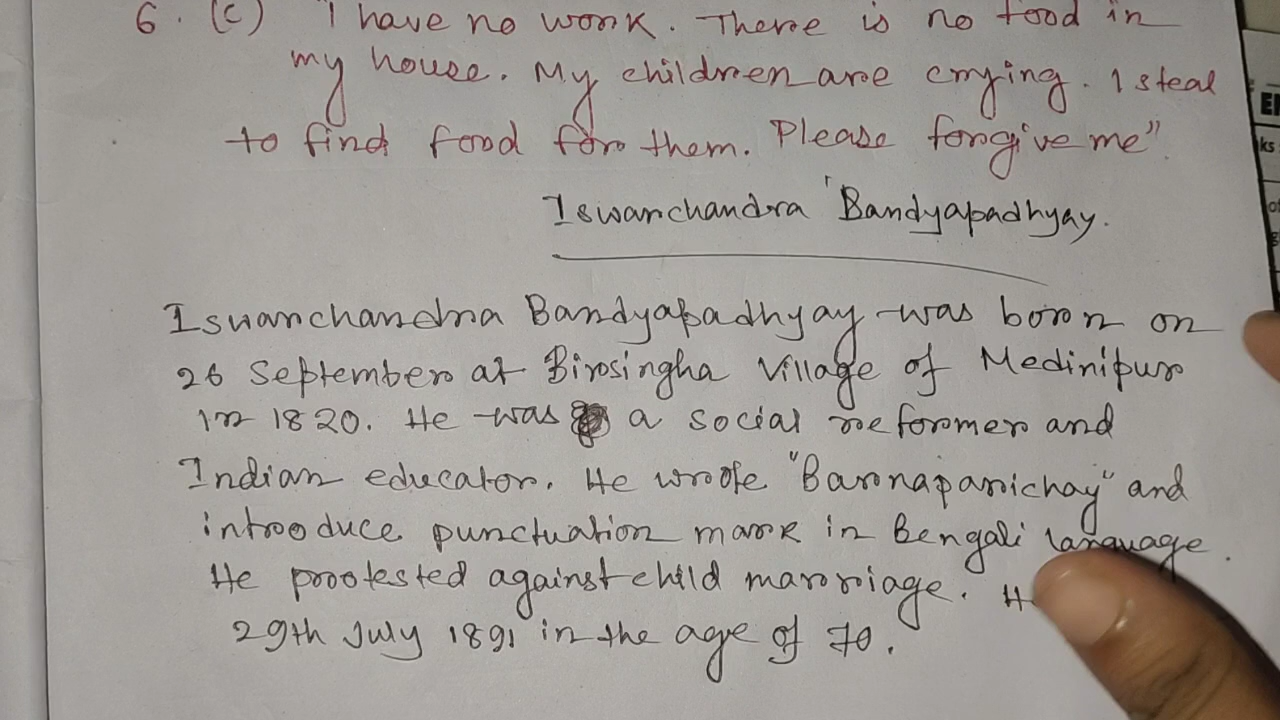 6. (c) "I have no work. There is no food in
my house. My children are crying. I steal
to find food for them. Please forgive me".
Iswarchandra Bandyapadhyay.
Iswarchandra Bandyapadhyay was born on
26 September at Birosingha Village of Medinipur
in 1820. He was a social reformer and
Indian educator. He wrote "Barnaparichay" and
introduce punctuation mark in Bengali language.
He protested against child marriage. H
29th July 1891 in the age of 70.
ks